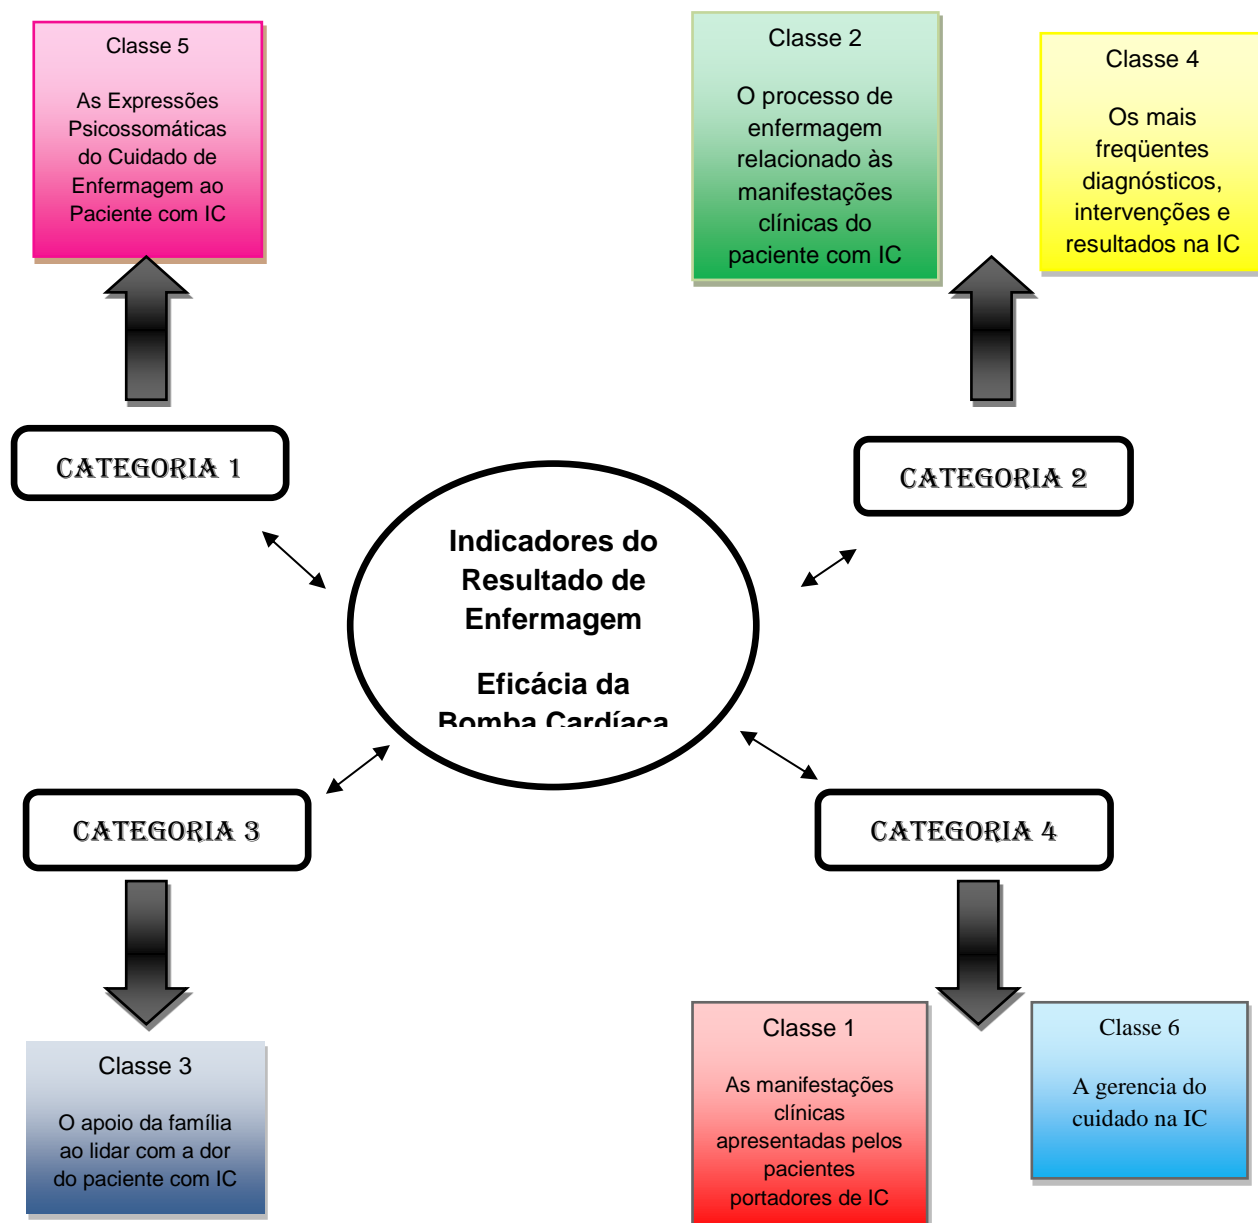 Classe 5
As Expressões
Psicossomáticas
do Cuidado de
Enfermagem ao
Paciente com IC
Classe 2
O processo de
enfermagem
relacionado às
manifestações
clínicas do
paciente com IC
Classe 4
Os mais
freqüentes
diagnósticos,
intervenções e
resultados na IC
CATEGORIA 1
CATEGORIA 2
Indicadores do
Resultado de
Enfermagem
Eficácia da
Bomba Cardíaca
CATEGORIA 3
CATEGORIA 4
Classe 3
O apoio da família
ao lidar com a dor
do paciente com IC
Classe 1
As manifestações
clínicas
apresentadas pelos
pacientes
portadores de IC
Classe 6
A gerencia do
cuidado na IC